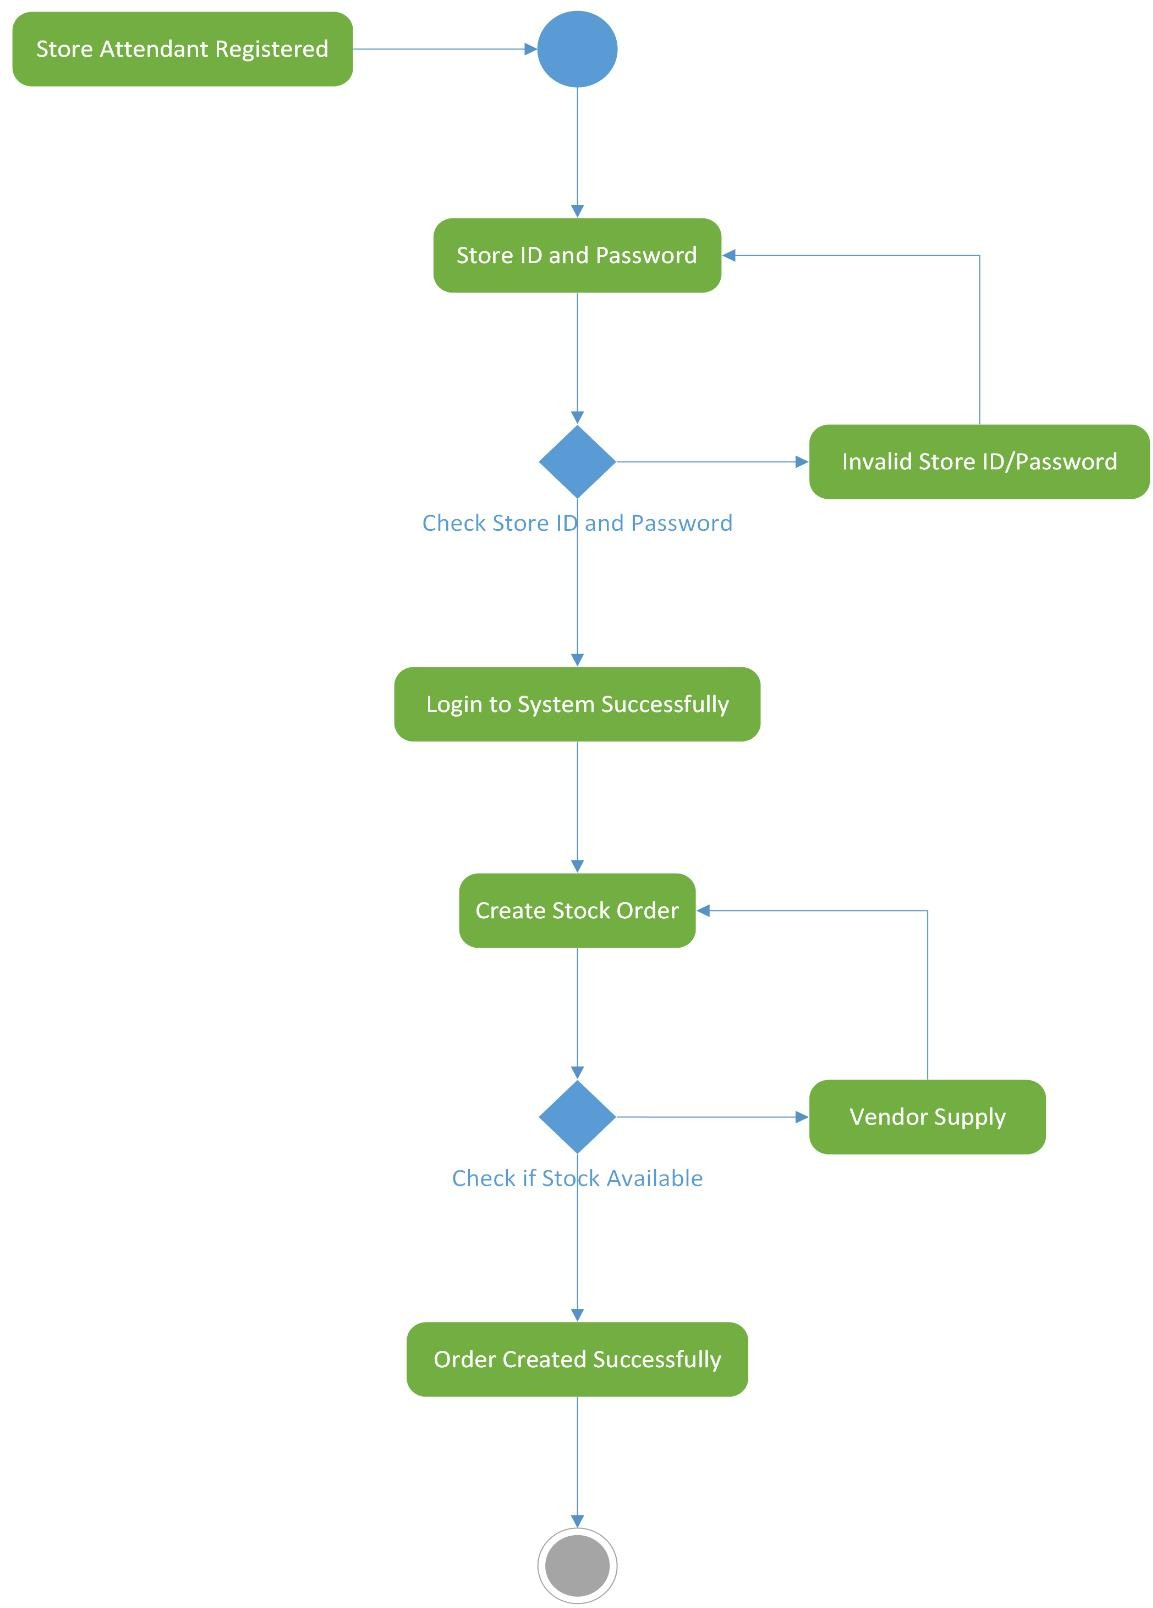 Store Attendant Registered
Store ID and Password
Invalid Store ID/Password
Check Store ID and Password
Login to System Successfully
Create Stock Order
Vendor Supply
Check if Stock Available
Order Created Successfully